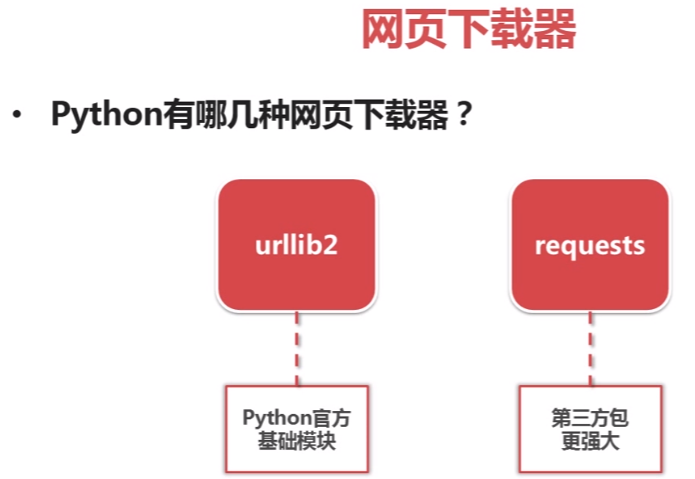 网页下载器
• Python有哪几种网页下载器？
urllib2
requests
Python官方
基础模块
第三方包
更强大